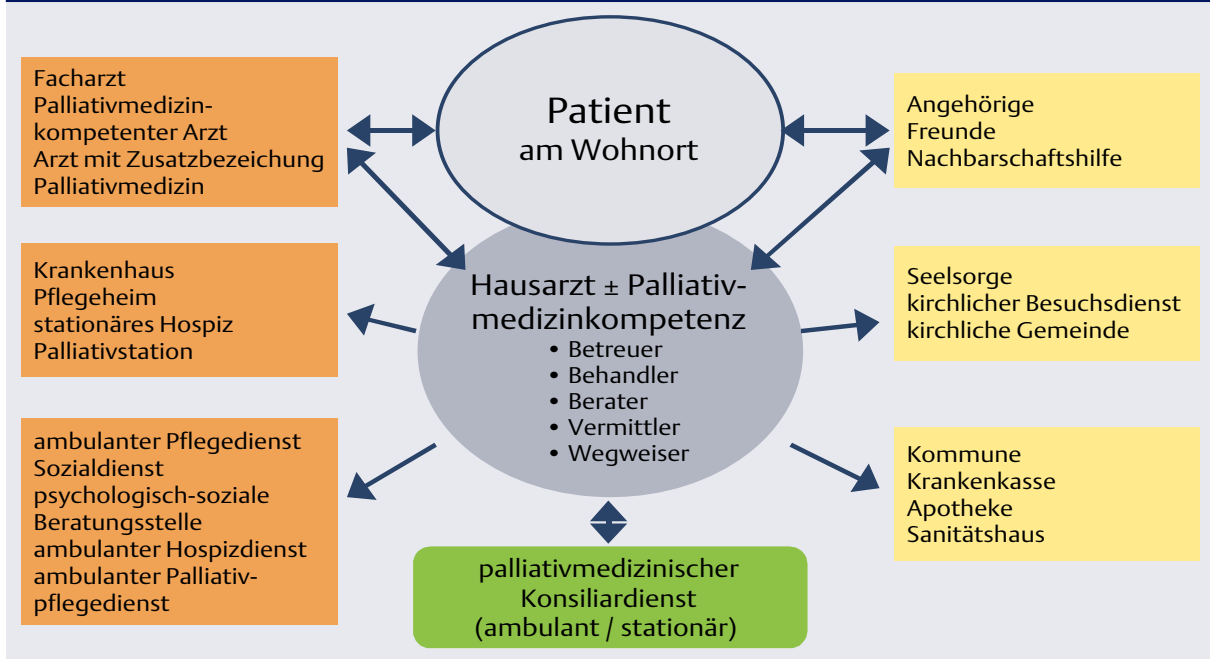 Patient
am Wohnort
Facharzt
Palliativmedizin-
kompetenter Arzt
Arzt mit Zusatzbezeichung
Palliativmedizin
Krankenhaus
Pflegeheim
stationäres Hospiz
Palliativstation
ambulanter Pflegedienst
Sozialdienst
psychologisch-soziale
Beratungsstelle
ambulanter Hospizdienst
ambulanter Palliativ-
pflegedienst
Hausarzt ± Palliativ-
medizinkompetenz
• Betreuer
• Behandler
• Berater
• Vermittler
• Wegweiser
palliativmedizinischer
Konsiliardienst
(ambulant / stationär)
Angehörige
Freunde
Nachbarschaftshilfe
Seelsorge
kirchlicher Besuchsdienst
kirchliche Gemeinde
Kommune
Krankenkasse
Apotheke
Sanitätshaus